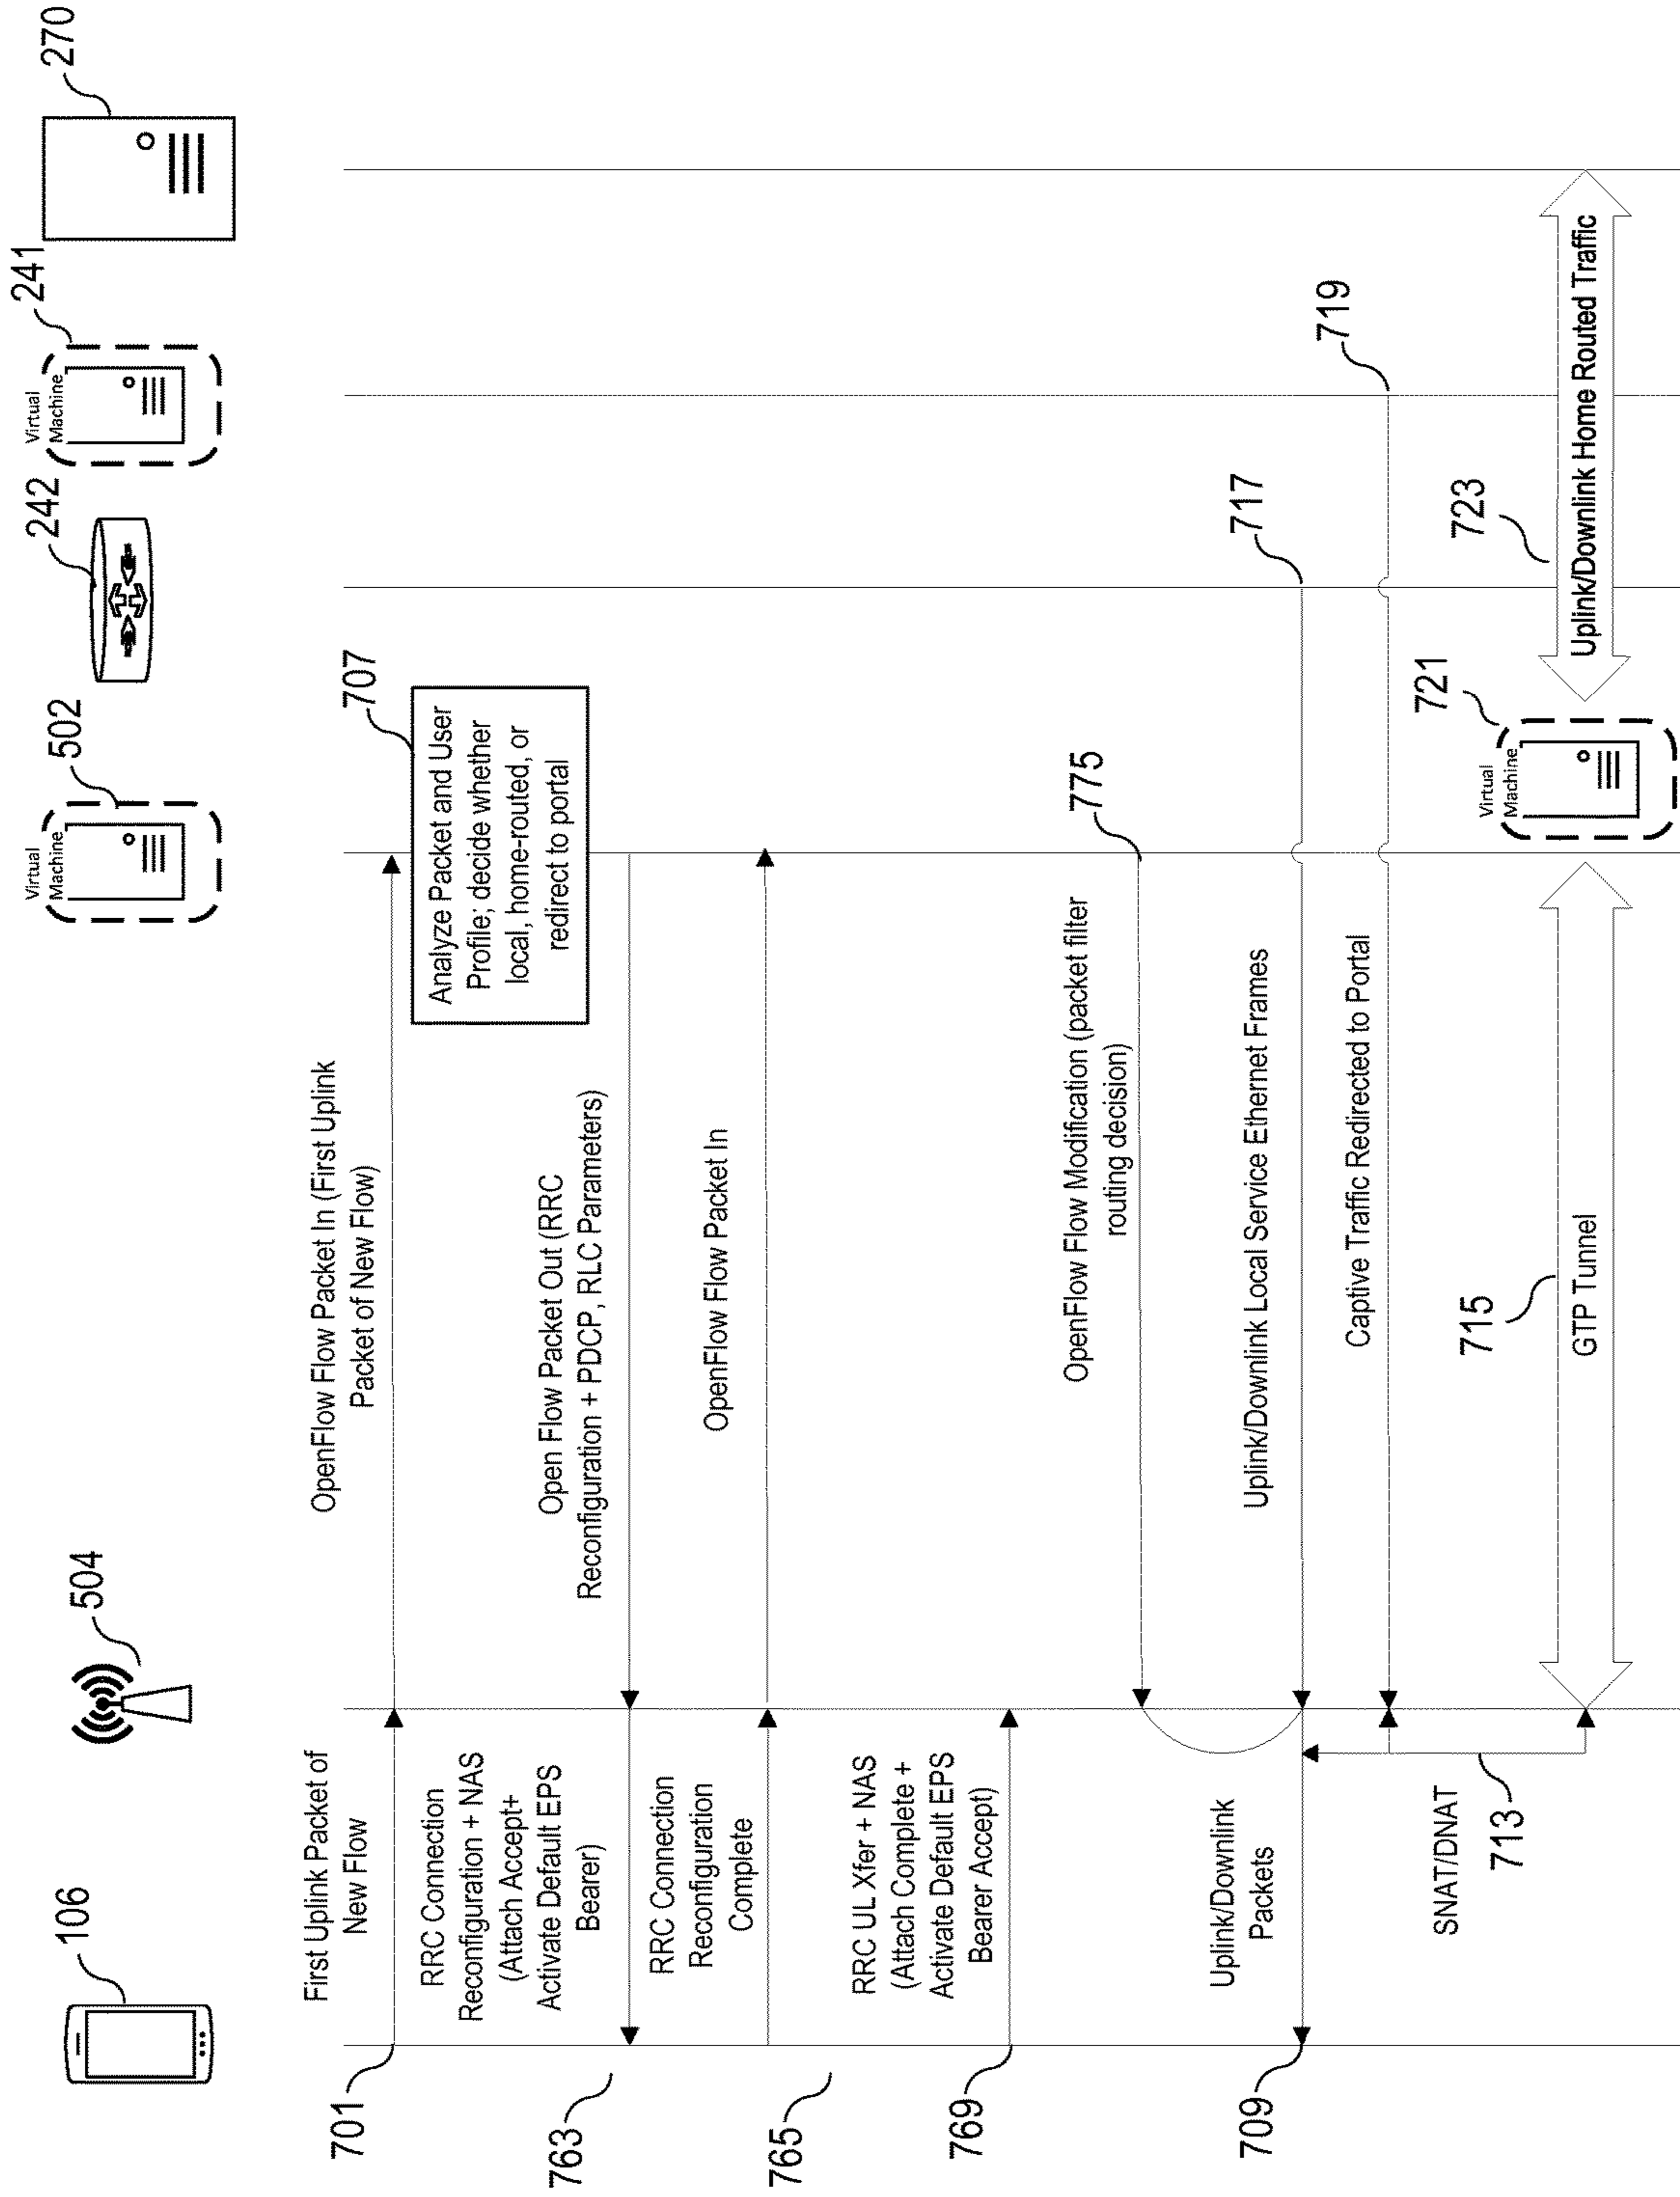 106
504
Virtual
Machine
502
242
Virtual
Machine
241
270
701
First Uplink Packet of
New Flow
OpenFlow Flow Packet In (First Uplink
Packet of New Flow)
707
Analyze Packet and User
Profile; decide whether
local, home-routed, or
redirect to portal
763
RRC Connection
Reconfiguration + NAS
(Attach Accept+
Activate Default EPS
Bearer)
Open Flow Packet Out (RRC
Reconfiguration + PDCP, RLC Parameters)
765
RRC Connection
Reconfiguration
Complete
OpenFlow Flow Packet In
769
RRC UL Xfer + NAS
(Attach Complete +
Activate Default EPS
Bearer Accept)
OpenFlow Flow Modification (packet filter
routing decision)
775
709
Uplink/Downlink
Packets
Uplink/Downlink Local Service Ethernet Frames
717
Captive Traffic Redirected to Portal
719
SNAT/DNAT
713
715
GTP Tunnel
721
Virtual
Machine
723
Uplink/Downlink Home Routed Traffic